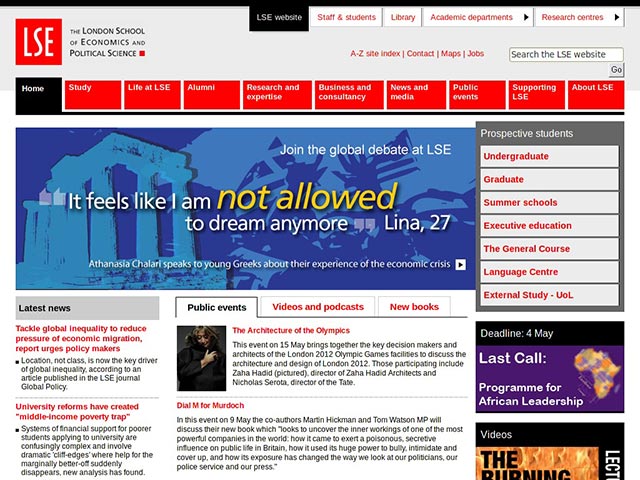 LSE website
Staff & students
Library
Academic departments
Research centres
LSE
THE LONDON SCHOOL
OF ECONOMICS AND
POLITICAL SCIENCE
A-Z site index | Contact | Maps | Jobs
Search the LSE website
Go
Home
Study
Life at LSE
Alumni
Research and
expertise
Business and
consultancy
News and
media
Public
events
Supporting
LSE
About LSE
Join the global debate at LSE
"It feels like I am not allowed
to dream anymore" Lina, 27
Athanasia Chalari speaks to young Greeks about their experience of the economic crisis
Prospective students
Undergraduate
Graduate
Summer schools
Executive education
The General Course
Language Centre
External Study - UoL
Latest news
Tackle global inequality to reduce
pressure of economic migration,
report urges policy makers
Location, not class, is now the key driver
of global inequality, according to an
article published in the LSE journal
Global Policy.
University reforms have created
"middle-income poverty trap"
Systems of financial support for poorer
students applying to university are
confusingly complex and involve
dramatic 'cliff-edges' where help for the
marginally better-off suddenly
disappears, new analysis has found.
Public events
Videos and podcasts
New books
The Architecture of the Olympics
This event on 15 May brings together the key decision makers and
architects of the London 2012 Olympic Games facilities to discuss the
architecture and design of London 2012. Those participating include
Zaha Hadid (pictured), director of Zaha Hadid Architects and
Nicholas Serota, director of the Tate.
Dial M for Murdoch
In this event on 9 May the co-authors Martin Hickman and Tom Watson MP will
discuss their new book which "looks to uncover the inner workings of one of the most
powerful companies in the world: how it came to exert a poisonous, secretive
influence on public life in Britain, how it used its huge power to bully, intimidate and
cover up, and how its exposure has changed the way we look at our politicians, our
police service and our press."
Deadline: 4 May
Last Call:
Programme for
African Leadership
Videos
THE
BURNING
LECT